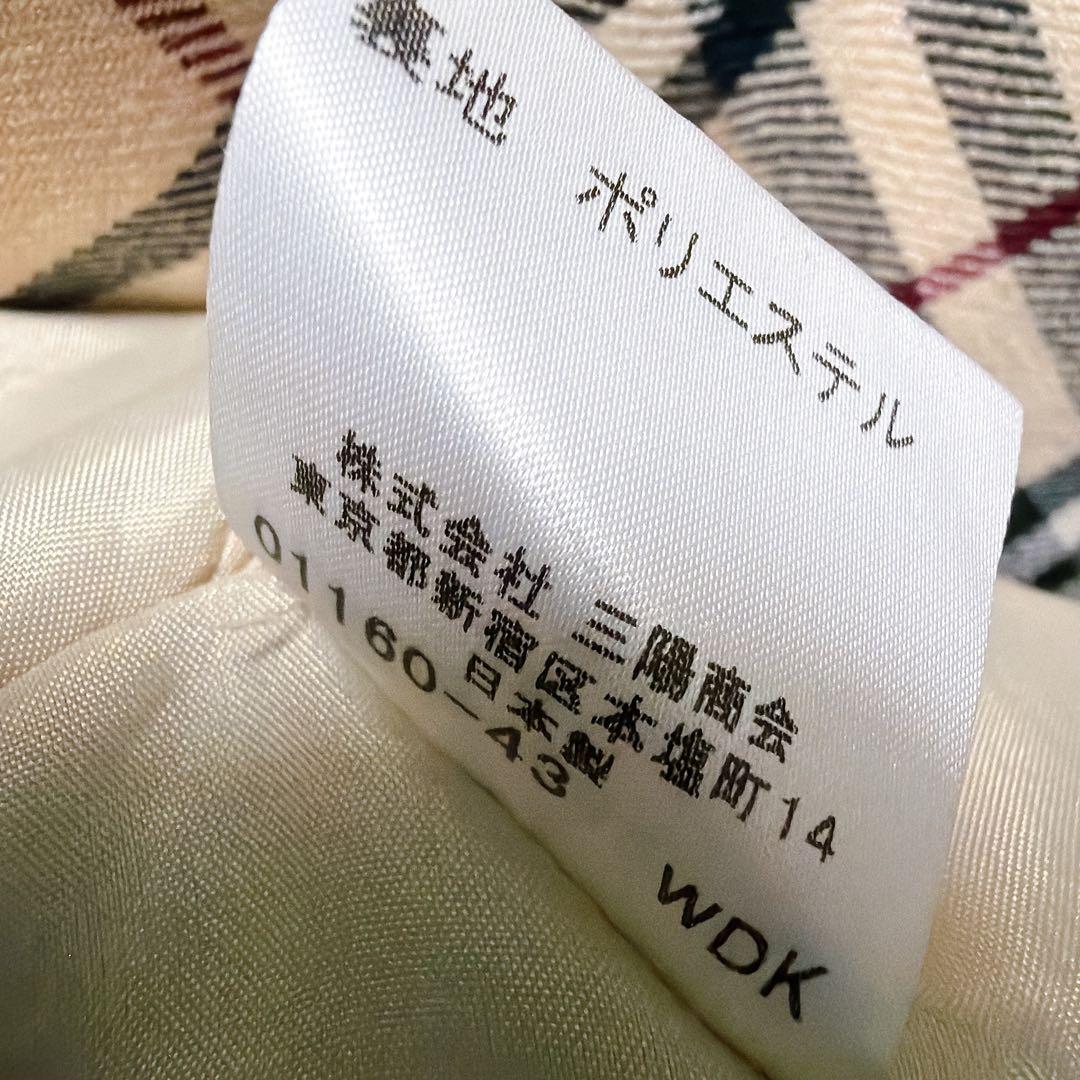 裏地 ポリエステル
株式会社 三陽商会
東京都新宿区本塩町14
日本製
01160-43
WDK